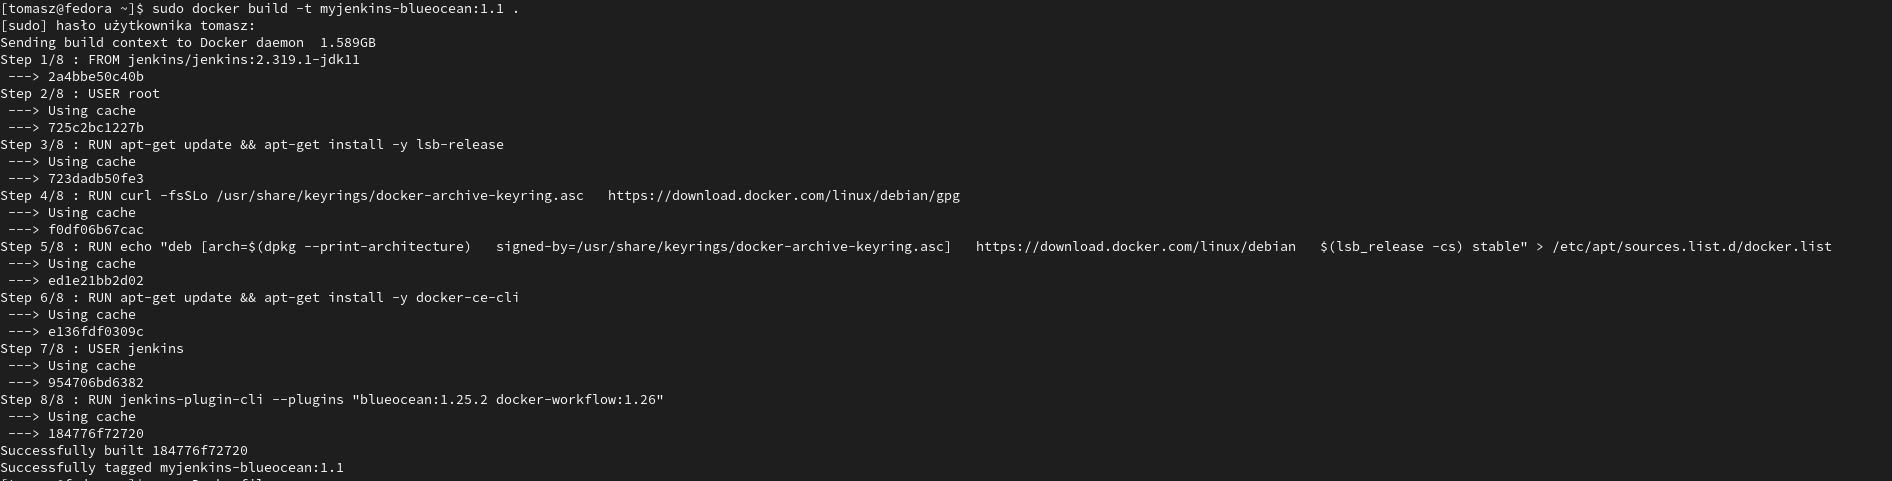 [tomasz@fedora ~]$ sudo docker build -t myjenkins-blueocean:1.1 .
[sudo] hasło użytkownika tomasz:
Sending build context to Docker daemon  1.589GB
Step 1/8 : FROM jenkins/jenkins:2.319.1-jdk11
 ---> 2a4bbe50c40b
Step 2/8 : USER root
 ---> Using cache
 ---> 725c2bc1227b
Step 3/8 : RUN apt-get update && apt-get install -y lsb-release
 ---> Using cache
 ---> 723dadb50fe3
Step 4/8 : RUN curl -fsSLo /usr/share/keyrings/docker-archive-keyring.asc   https://download.docker.com/linux/debian/gpg
 ---> Using cache
 ---> f0df06b67cac
Step 5/8 : RUN echo "deb [arch=$(dpkg --print-architecture)   signed-by=/usr/share/keyrings/docker-archive-keyring.asc]   https://download.docker.com/linux/debian   $(lsb_release -cs) stable" > /etc/apt/sources.list.d/docker.list
 ---> Using cache
 ---> ed1e21bb2d02
Step 6/8 : RUN apt-get update && apt-get install -y docker-ce-cli
 ---> Using cache
 ---> e136fdf0309c
Step 7/8 : USER jenkins
 ---> Using cache
 ---> 954706bd6382
Step 8/8 : RUN jenkins-plugin-cli --plugins "blueocean:1.25.2 docker-workflow:1.26"
 ---> Using cache
 ---> 184776f72720
Successfully built 184776f72720
Successfully tagged myjenkins-blueocean:1.1